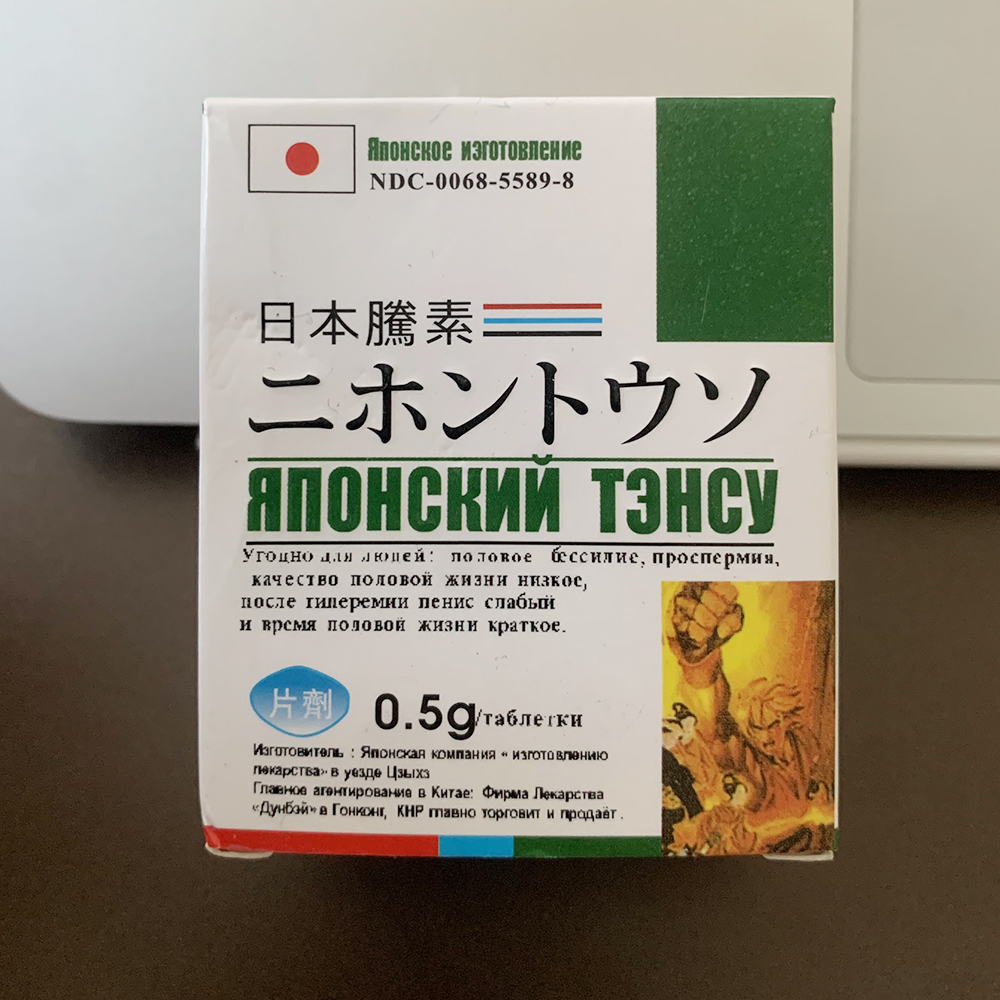 Японское изготовление
NDC-0068-5589-8
日本騰素
ニホントウソ
ЯПОНСКИЙ ТЭНСУ
Угодно для людей: половое бессилие, проспермия,
качество половой жизни низкое,
после гиперемии пенис слабый
и время половой жизни краткое.
片劑
0.5g/таблетки
Изготовитель : Японская компания « изготовлению
лекарства» в уезде Цзыхэ
Главное агентирование в Китае: Фирма Лекарства
«Дунбэй» в Гонконг, КНР главно торговит и продаёт .